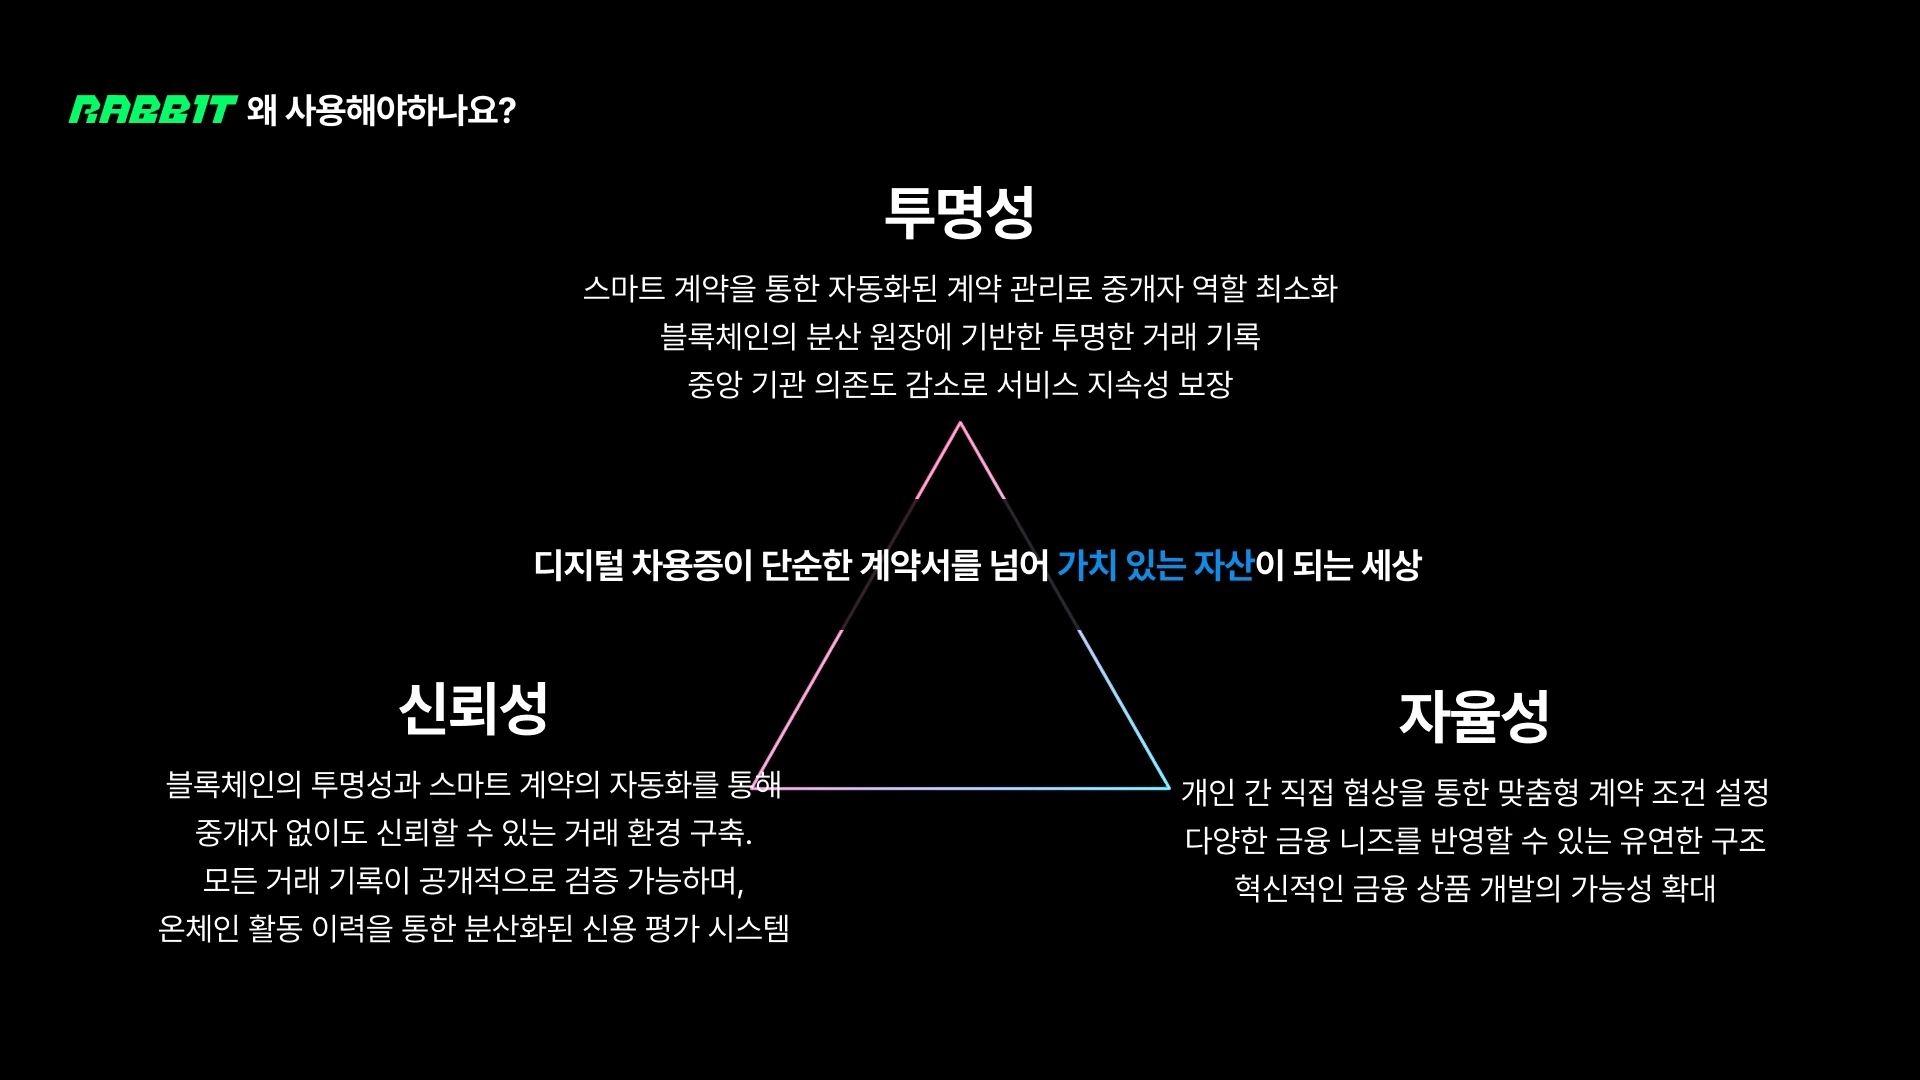 RABBIT 왜 사용해야하나요?
투명성
스마트 계약을 통한 자동화된 계약 관리로 중개자 역할 최소화
블록체인의 분산 원장에 기반한 투명한 거래 기록
중앙 기관 의존도 감소로 서비스 지속성 보장
디지털 차용증이 단순한 계약서를 넘어 가치 있는 자산이 되는 세상
신뢰성
블록체인의 투명성과 스마트 계약의 자동화를 통해
중개자 없이도 신뢰할 수 있는 거래 환경 구축.
모든 거래 기록이 공개적으로 검증 가능하며,
온체인 활동 이력을 통한 분산화된 신용 평가 시스템
자율성
개인 간 직접 협상을 통한 맞춤형 계약 조건 설정
다양한 금융 니즈를 반영할 수 있는 유연한 구조
혁신적인 금융 상품 개발의 가능성 확대